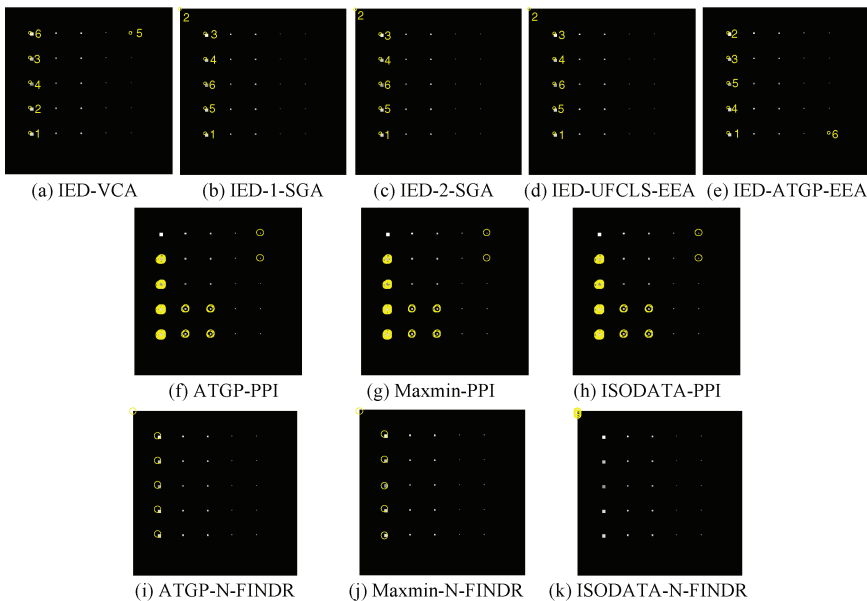 2
2
2
6
5
3
3
3
2
3
4
4
4
3
4
6
6
6
5
2
5
5
5
4
1
1
1
1
1
6
(a) IED-VCA
(b) IED-1-SGA
(c) IED-2-SGA
(d) IED-UFCLS-EEA
(e) IED-ATGP-EEA
(f) ATGP-PPI
(g) Maxmin-PPI
(h) ISODATA-PPI
(i) ATGP-N-FINDR
(j) Maxmin-N-FINDR
(k) ISODATA-N-FINDR